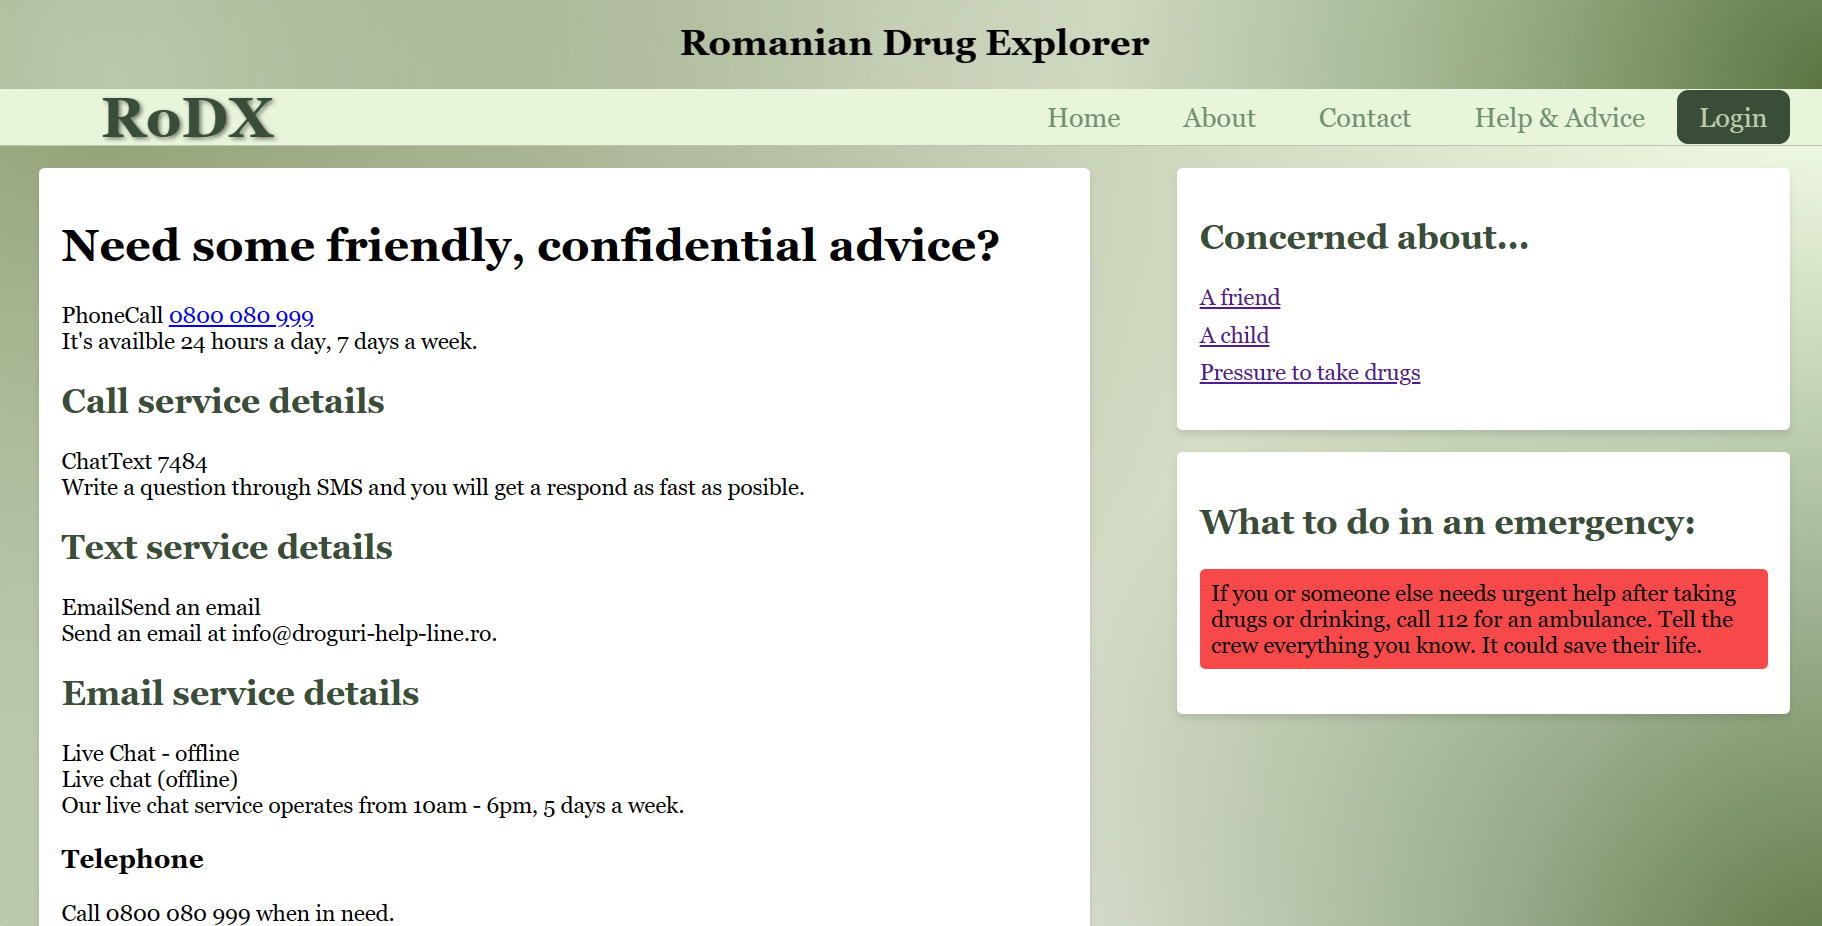 Romanian Drug Explorer
RoDX
Home
About
Contact
Help & Advice
Login
Need some friendly, confidential advice?
PhoneCall 0800 080 999
It's availble 24 hours a day, 7 days a week.
Call service details
ChatText 7484
Write a question through SMS and you will get a respond as fast as posible.
Text service details
EmailSend an email
Send an email at info@droguri-help-line.ro.
Email service details
Live Chat - offline
Live chat (offline)
Our live chat service operates from 10am - 6pm, 5 days a week.
Telephone
Call 0800 080 999 when in need.
Concerned about...
A friend
A child
Pressure to take drugs
What to do in an emergency:
If you or someone else needs urgent help after taking
drugs or drinking, call 112 for an ambulance. Tell the
crew everything you know. It could save their life.